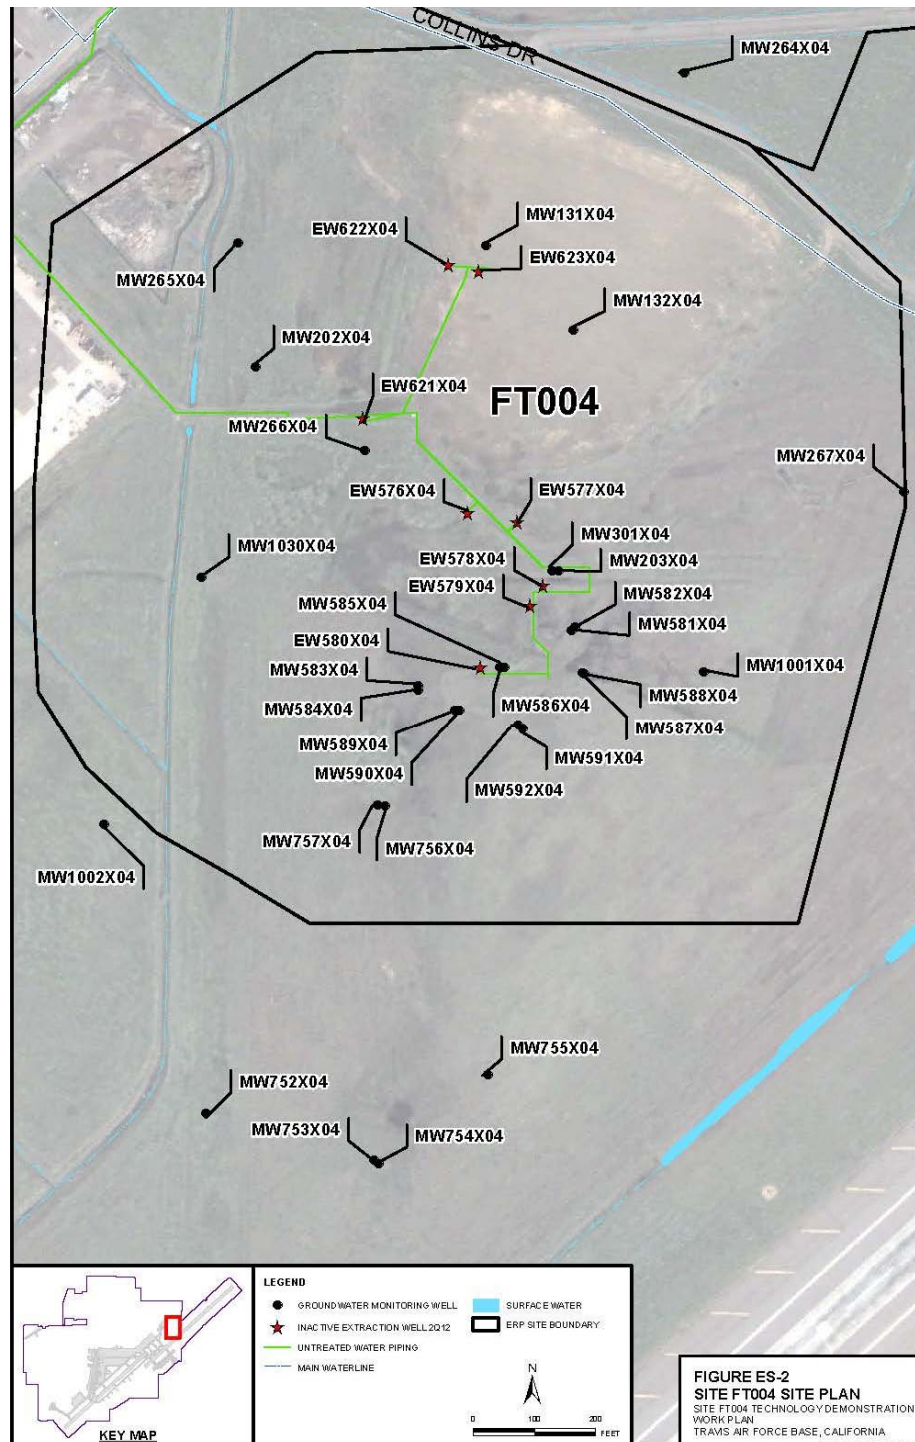 COLLINS DR
MW264X04
MW131X04
EW622X04
EW623X04
MW265X04
MW132X04
MW202X04
EW621X04
FT004
MW266X04
MW267X04
EW576X04
EW577X04
MW301X04
MW1030X04
EW578X04
MW203X04
EW579X04
MW582X04
MW585X04
MW581X04
EW580X04
MW583X04
MW1001X04
MW588X04
MW584X04
MW586X04
MW587X04
MW589X04
MW591X04
MW590X04
MW592X04
MW757X04
MW756X04
MW1002X04
MW755X04
MW752X04
MW753X04
MW754X04
KEY MAP
LEGEND
GROUNDWATER MONITORING WELL
INACTIVE EXTRACTION WELL 2Q12
UNTREATED WATER PIPING
MAIN WATERLINE
SURFACE WATER
ERP SITE BOUNDARY
N
0 100 200
FEET
FIGURE ES-2
SITE FT004 SITE PLAN
SITE FT004 TECHNOLOGY DEMONSTRATION
WORK PLAN
TRAVIS AIR FORCE BASE, CALIFORNIA